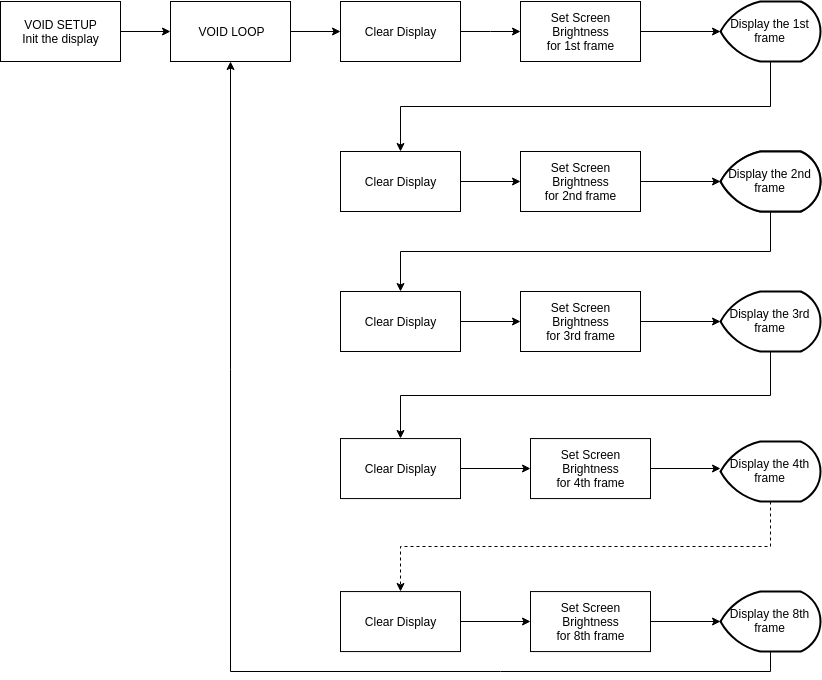 VOID SETUP
Init the display
VOID LOOP
Clear Display
Set Screen
Brightness
for 1st frame
Display the 1st
frame
Clear Display
Set Screen
Brightness
for 2nd frame
Display the 2nd
frame
Clear Display
Set Screen
Brightness
for 3rd frame
Display the 3rd
frame
Clear Display
Set Screen
Brightness
for 4th frame
Display the 4th
frame
Clear Display
Set Screen
Brightness
for 8th frame
Display the 8th
frame